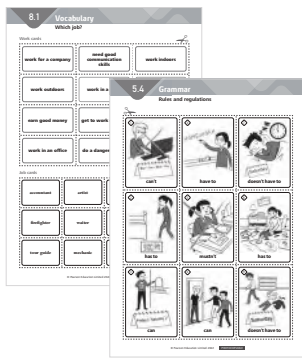 8.1 Vocabulary
Which job?
Work cards
work for a company
need good
communication
skills
work indoors
work outdoors
work in a
earn good money
get to work
work in an office
do a danger
Job cards
accountant
artist
firefighter
waiter
tour guide
mechanic
5.4 Grammar
Rules and regulations
can't
have to
doesn't have to
has to
mustn't
has to
can
can
doesn't have to